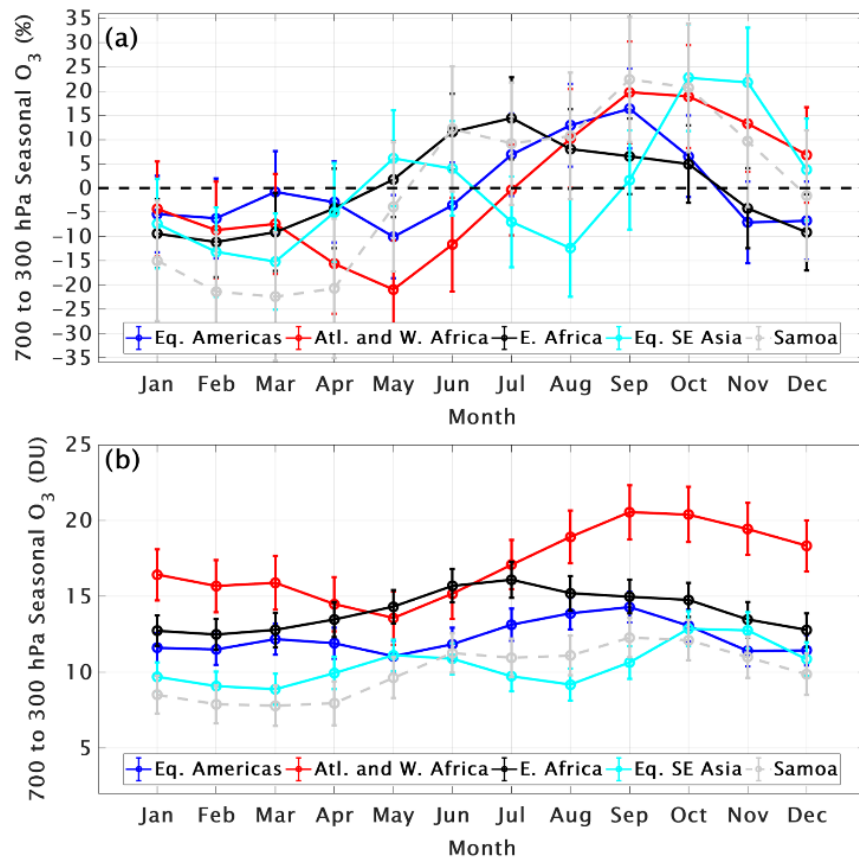 (a)
700 to 300 hPa Seasonal O3 (%)
35
30
25
20
15
10
5
0
-5
-10
-15
-20
-25
-30
-35
Eq. Americas Atl. and W. Africa E. Africa Eq. SE Asia Samoa
Jan Feb Mar Apr May Jun Jul Aug Sep Oct Nov Dec
Month
(b)
700 to 300 hPa Seasonal O3 (DU)
25
20
15
10
5
Eq. Americas Atl. and W. Africa E. Africa Eq. SE Asia Samoa
Jan Feb Mar Apr May Jun Jul Aug Sep Oct Nov Dec
Month